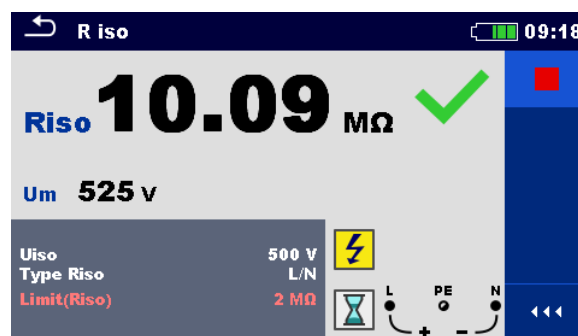 R iso 09:18
Riso 10.09 MΩ
Um 525 V
Uiso 500 V
Type Riso L/N
Limit(Riso) 2 MΩ
L PE N
+ -